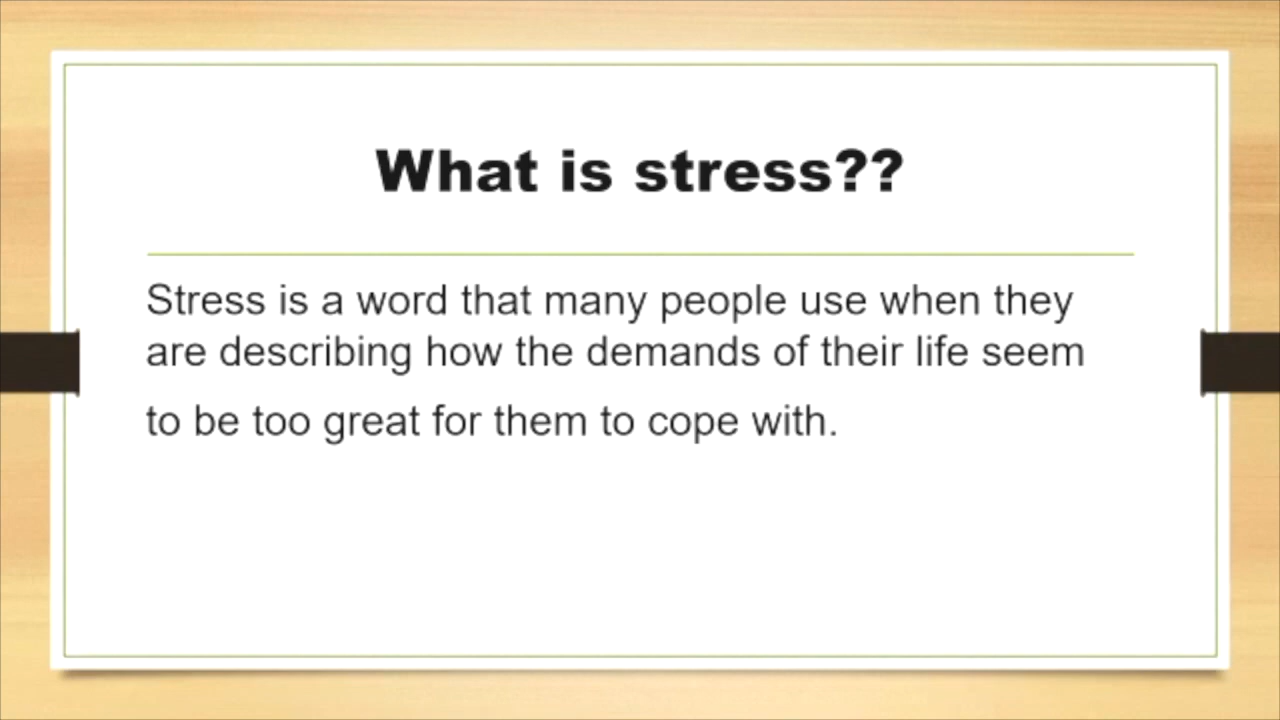 What is stress??
Stress is a word that many people use when they
are describing how the demands of their life seem
to be too great for them to cope with.